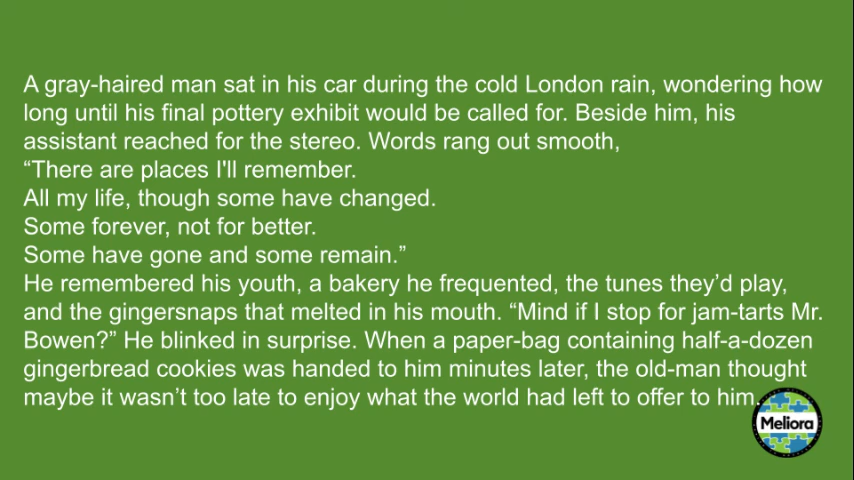 A gray-haired man sat in his car during the cold London rain, wondering how
long until his final pottery exhibit would be called for. Beside him, his
assistant reached for the stereo. Words rang out smooth,
“There are places I'll remember.
All my life, though some have changed.
Some forever, not for better.
Some have gone and some remain.”
He remembered his youth, a bakery he frequented, the tunes they’d play,
and the gingersnaps that melted in his mouth. “Mind if I stop for jam-tarts Mr.
Bowen?” He blinked in surprise. When a paper-bag containing half-a-dozen
gingerbread cookies was handed to him minutes later, the old-man thought
maybe it wasn’t too late to enjoy what the world had left to offer to him.
Meliora